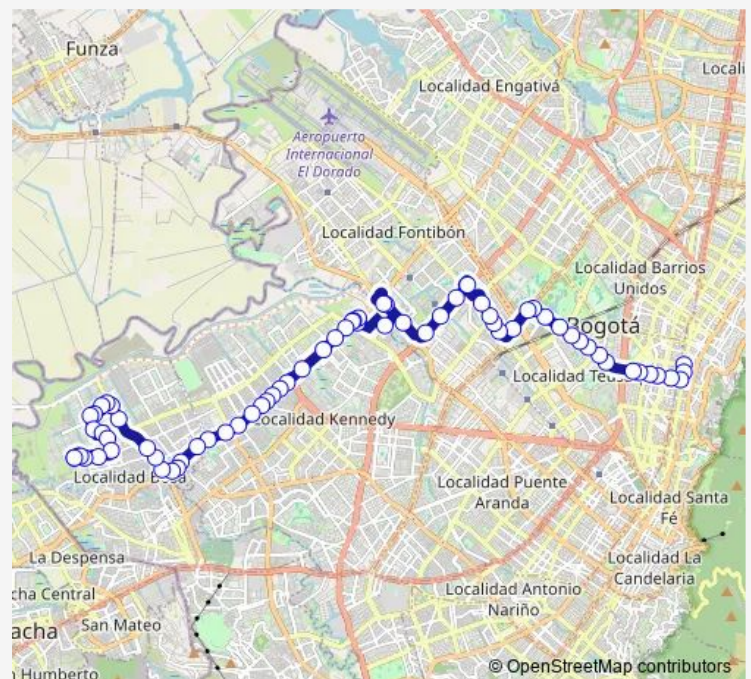 Funza
Locali
Localidad Engativá
Aeropuerto
Internacional
El Dorado
Localidad Fontibón
Localidad Barrios
Unidos
Bogotá
Localidad Teus
Localidad Kennedy
Localidad B
Localidad Puente
Aranda
Localidad Santa
Fé
La Despensa
Localidad La
Candelaria
cha Central
Localidad Antonio
Nariño
acha
San Mateo
n Humberto
© OpenStreetMap contributors